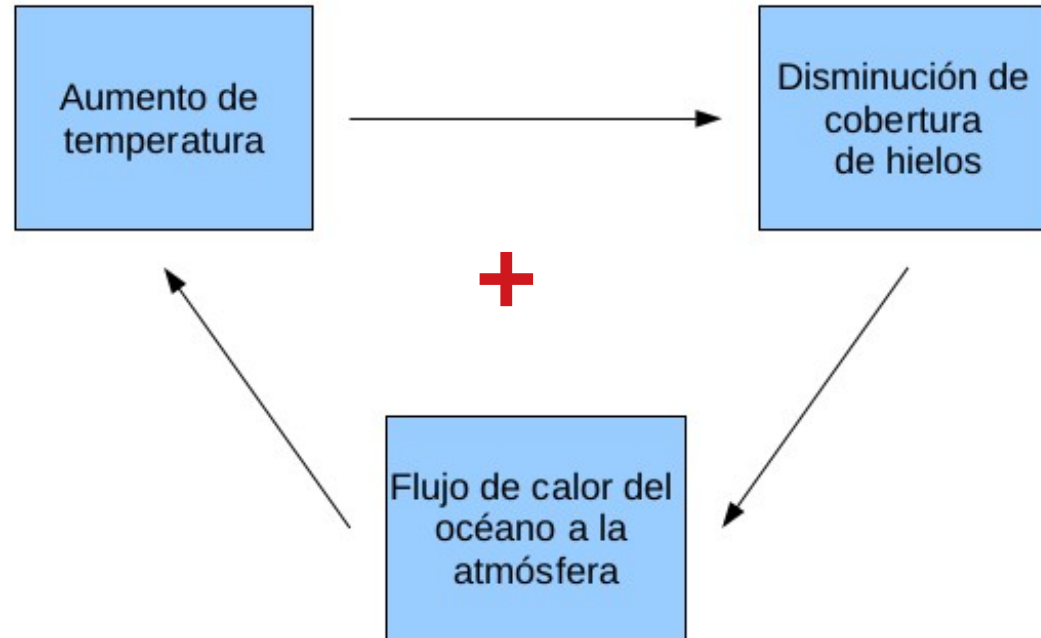 Aumento de
temperatura
Disminución de
cobertura
de hielos
+
Flujo de calor del
océano a la
atmósfera